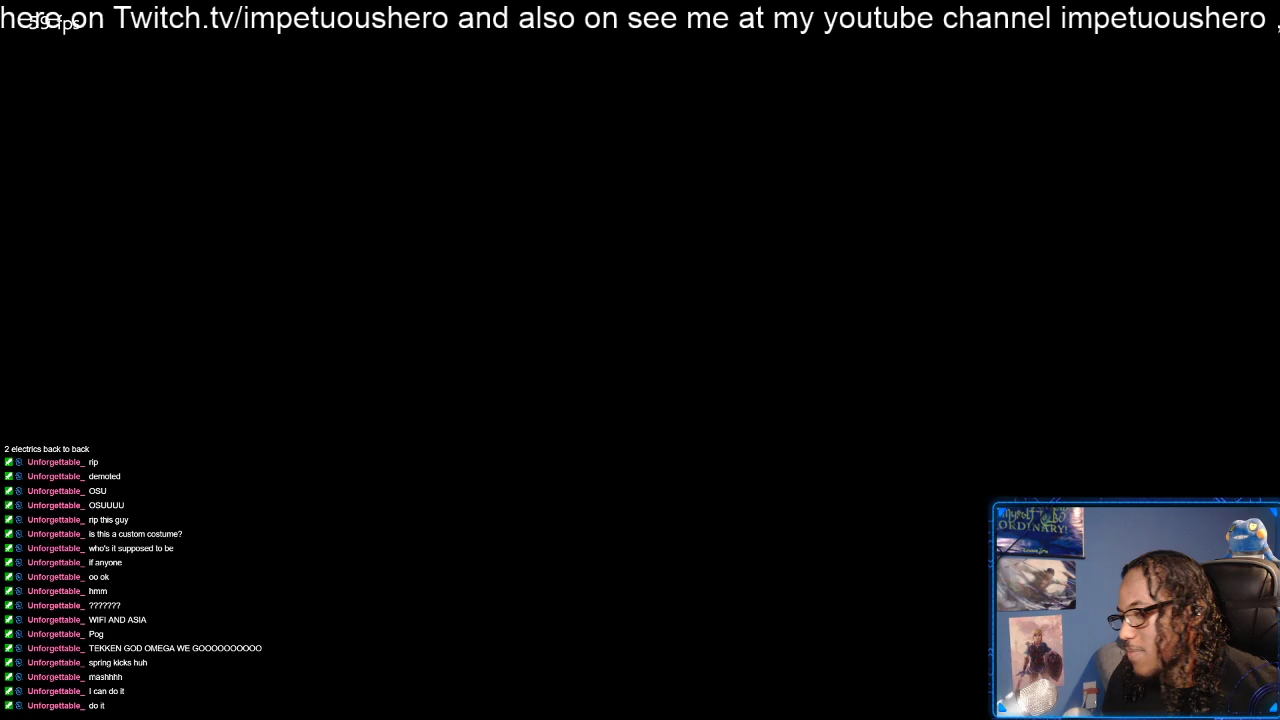 hero on Twitch.tv/impetuoushero and also on see me at my youtube channel impetuoushero ,
59 fps
2 electrics back to back
Unforgettable_ rip
Unforgettable_ demoted
Unforgettable_ OSU
Unforgettable_ OSUUUU
Unforgettable_ rip this guy
Unforgettable_ is this a custom costume?
Unforgettable_ who's it supposed to be
Unforgettable_ If anyone
Unforgettable_ oo ok
Unforgettable_ hmm
Unforgettable_ ???????
Unforgettable_ WIFI AND ASIA
Unforgettable_ Pog
Unforgettable_ TEKKEN GOD OMEGA WE GOOOOOOOOOO
Unforgettable_ spring kicks huh
Unforgettable_ mashhhh
Unforgettable_ I can do it
Unforgettable_ do it
ORDINARY!